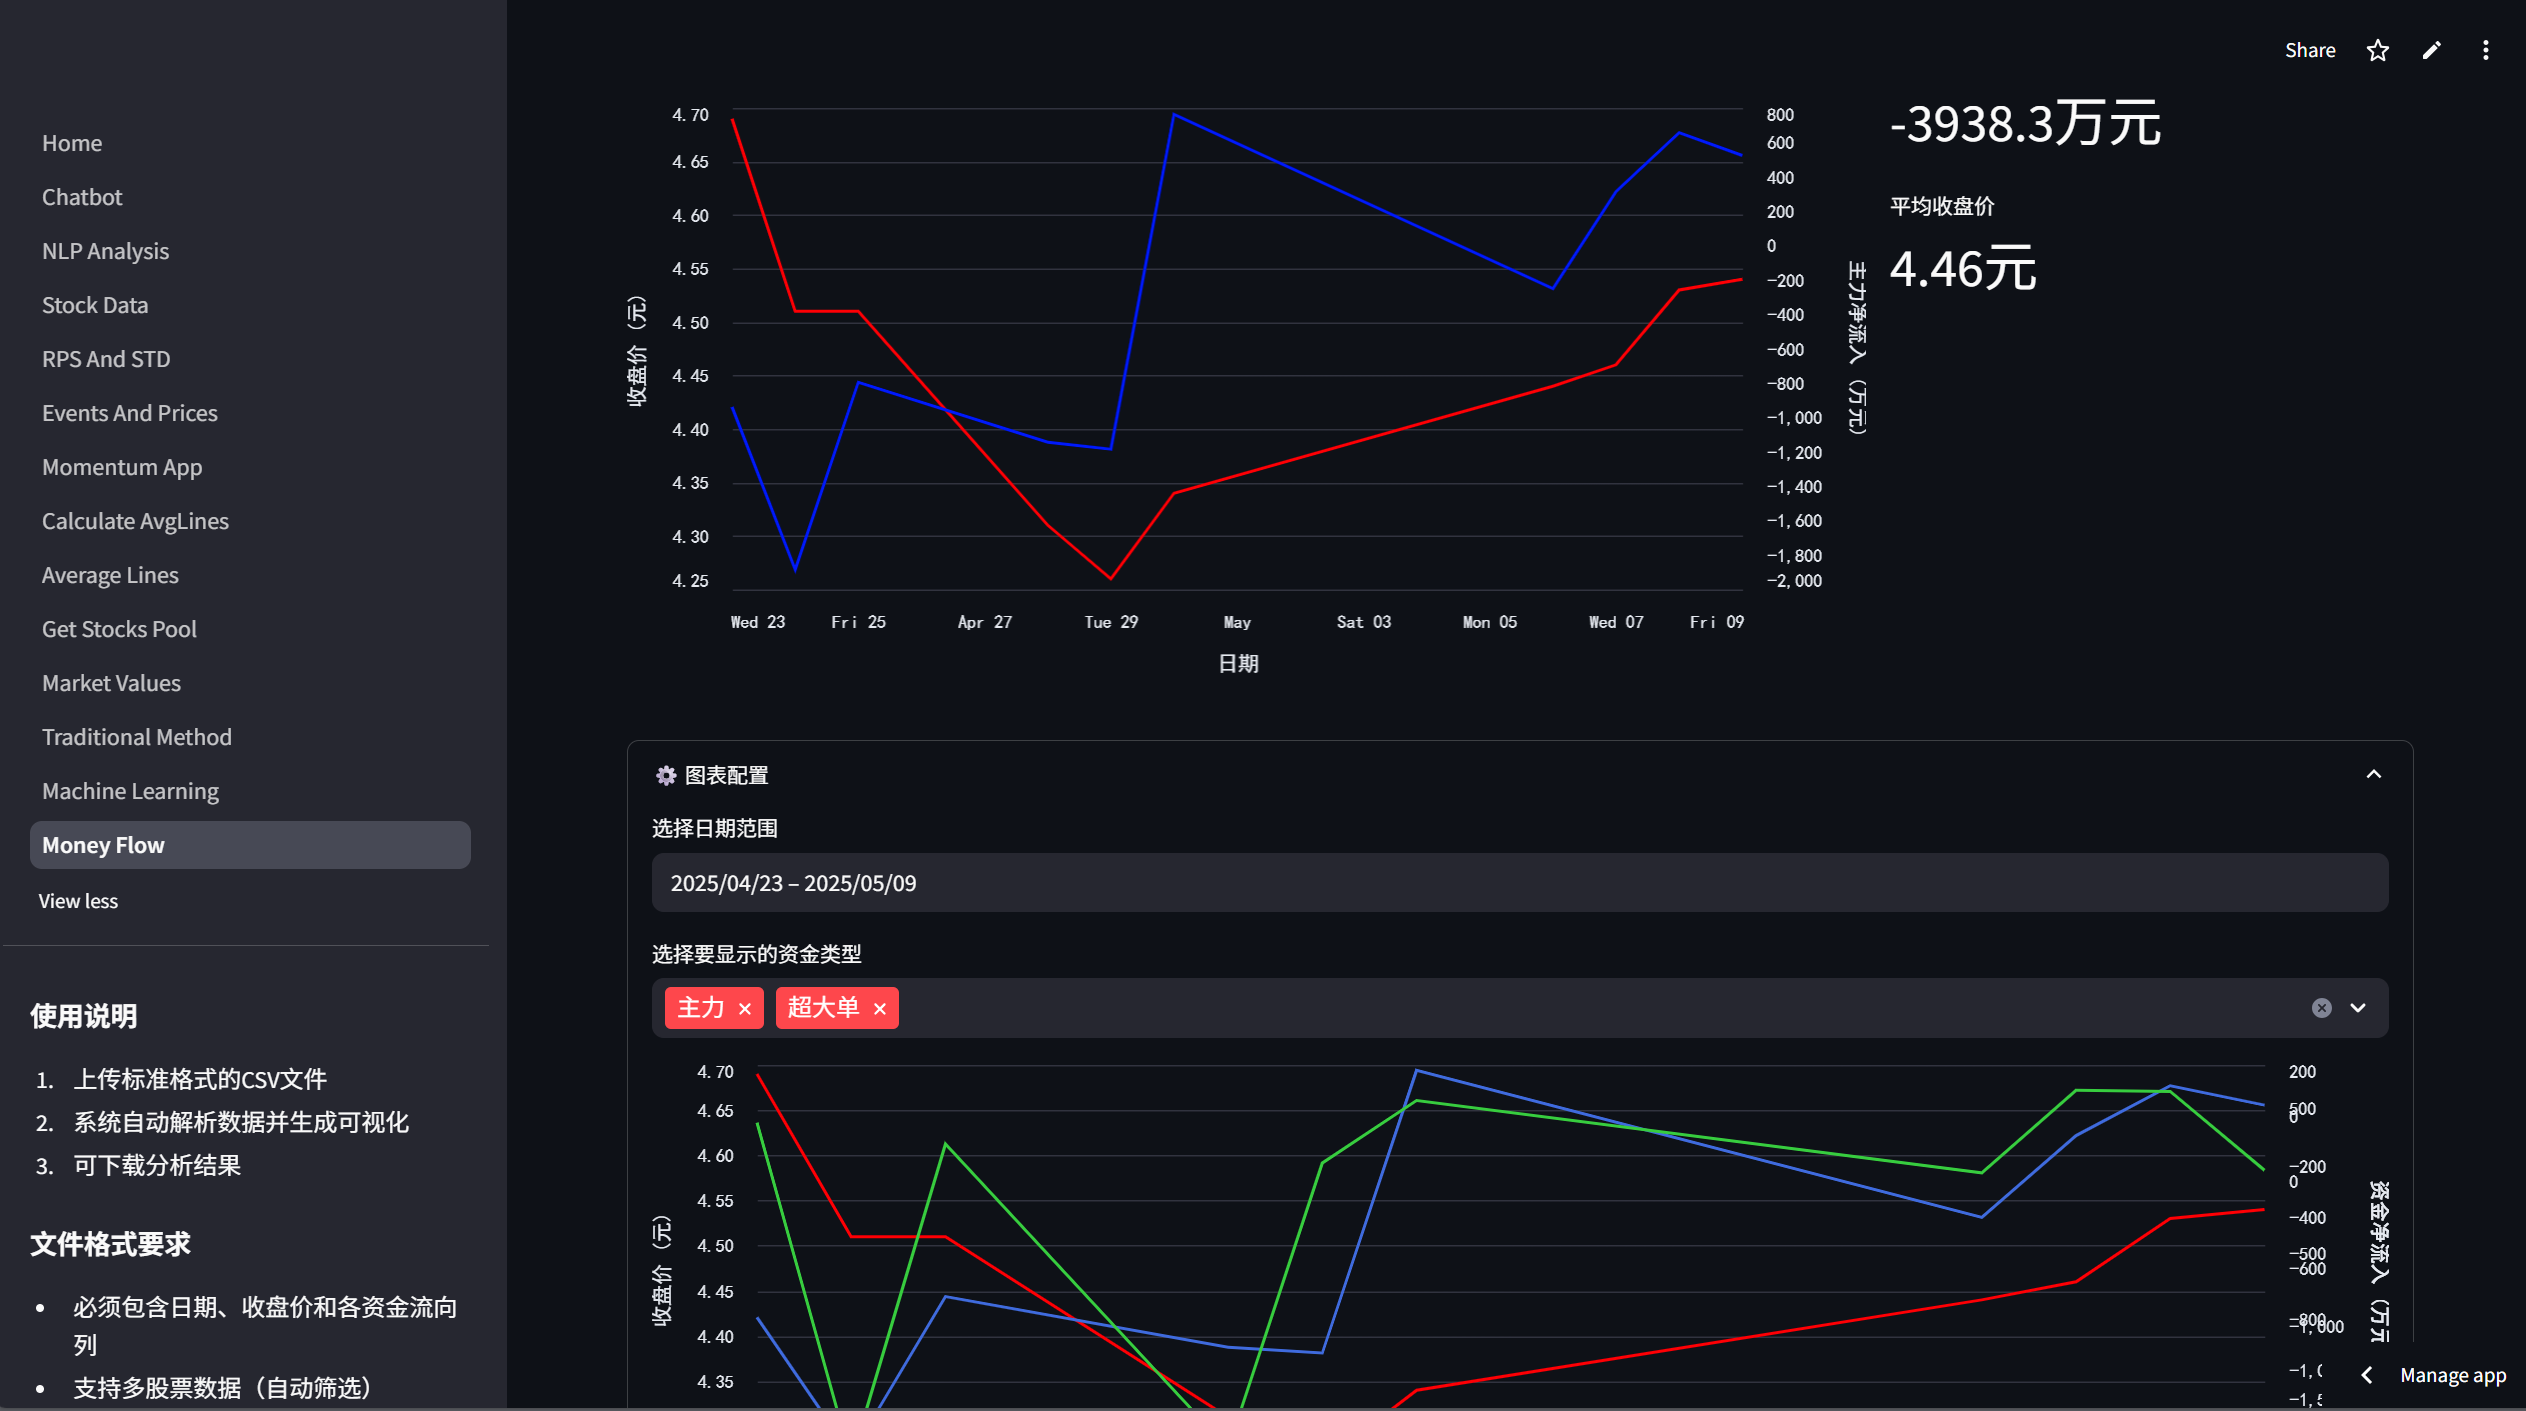 Home
Chatbot
NLP Analysis
Stock Data
RPS And STD
Events And Prices
Momentum App
Calculate AvgLines
Average Lines
Get Stocks Pool
Market Values
Traditional Method
Machine Learning
Money Flow
View less
使用说明
1. 上传标准格式的CSV文件
2. 系统自动解析数据并生成可视化
3. 可下载分析结果
文件格式要求
• 必须包含日期、收盘价和各资金流向
列
• 支持多股票数据（自动筛选）
Share
4.70
4.65
4.60
4.55
4.50
4.45
4.40
4.35
4.30
4.25
收盘价（元）
800
600
400
200
0
−200
−400
−600
−800
−1,000
−1,200
−1,400
−1,600
−1,800
−2,000
主力净流入（万元）
Wed 23 Fri 25 Apr 27 Tue 29 May Sat 03 Mon 05 Wed 07 Fri 09
日期
-3938.3万元
平均收盘价
4.46元
图表配置
选择日期范围
2025/04/23 – 2025/05/09
选择要显示的资金类型
主力 × 超大单 ×
4.70
4.65
4.60
4.55
4.50
4.45
4.40
4.35
收盘价（元）
200
500
0
−200
0
−400
−500
−600
−800
−1,000
资金净流入（万元
Manage app